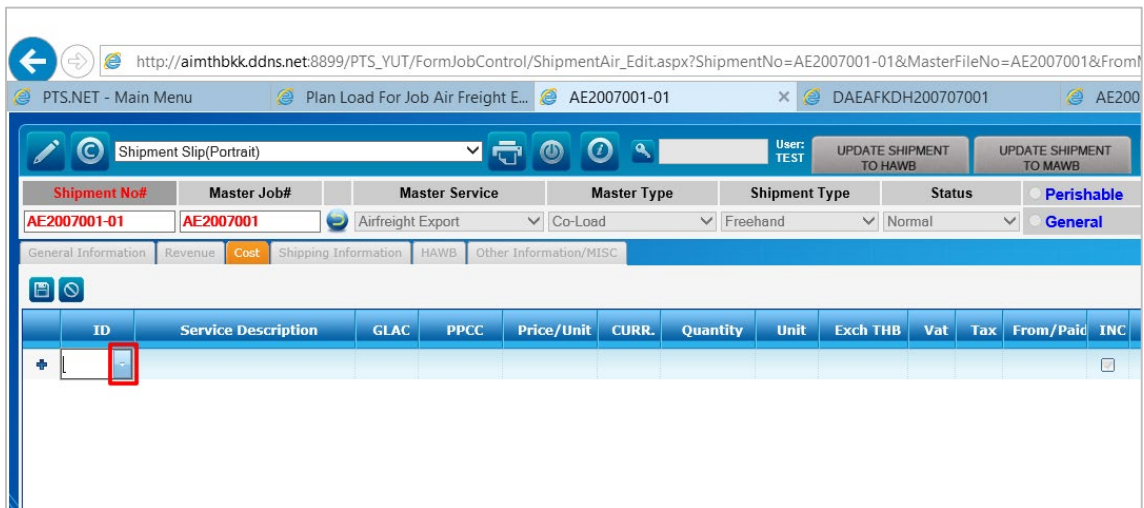 http://aimthbkk.ddns.net:8899/PTS_YUT/FormJobControl/ShipmentAir_Edit.aspx?ShipmentNo=AE2007001-01&MasterFileNo=AE2007001&From
PTS.NET - Main Menu Plan Load For Job Air Freight E... AE2007001-01 × DAEAFKDH200707001 AE200
Shipment Slip(Portrait) User: TEST UPDATE SHIPMENT TO HAWB UPDATE SHIPMENT TO MAWB
Shipment No# Master Job# Master Service Master Type Shipment Type Status Perishable
AE2007001-01 AE2007001 Airfreight Export Co-Load Freehand Normal General
General Information Revenue Cost Shipping Information HAWB Other Information/MISC
ID Service Description GLAC PPCC Price/Unit CURR. Quantity Unit Exch THB Vat Tax From/Paid INC